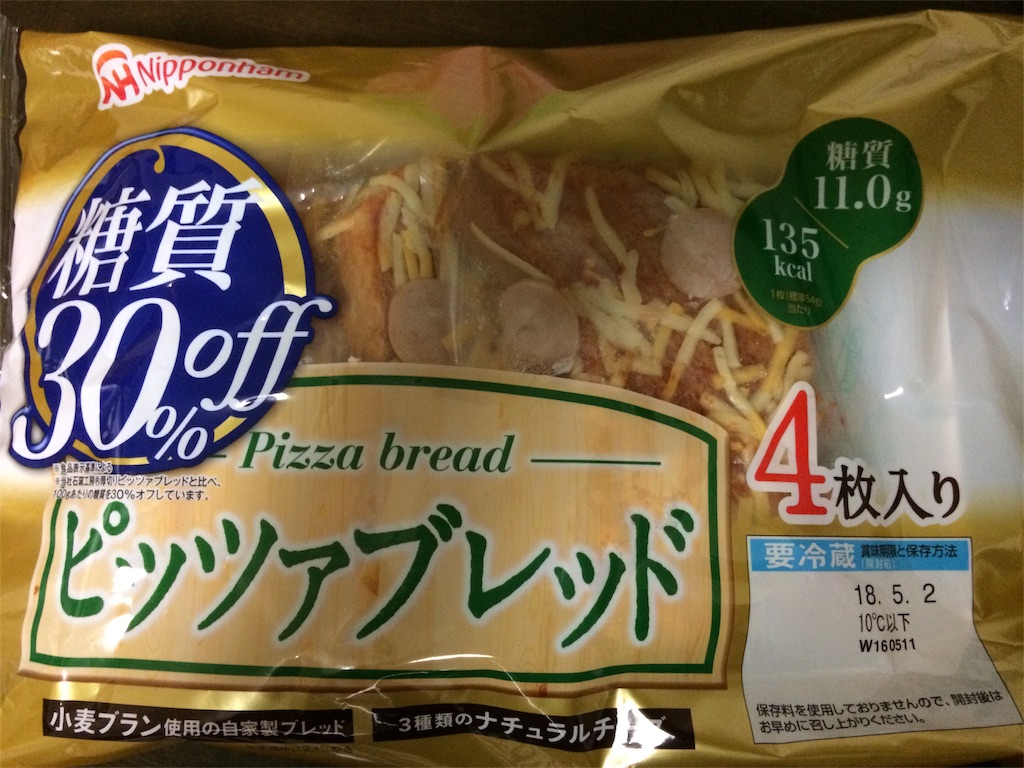 NH Nipponham
糖質
30%off
※食品表示基準による
※当社石窯工房®厚切りピッツァブレッドと比べ、
100gあたりの糖質を30%オフしています。
糖質
11.0g
135
kcal
1枚(標準54g)
当たり
Pizza bread
ピッツァブレッド
4枚入り
要冷蔵 賞味期限と保存方法
(開封前)
18. 5. 2
10℃以下
W160511
保存料を使用しておりませんので、開封後は
お早めに召し上がりください。
小麦ブラン使用の自家製ブレッド
3種類のナチュラルチ